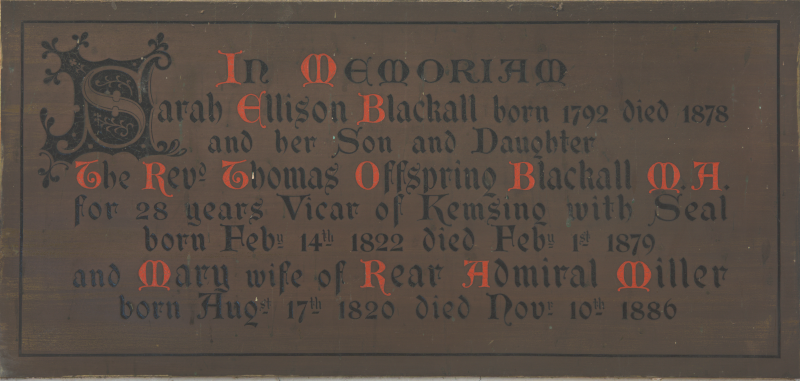 In Memoriam
Sarah Ellison Blackall born 1792 died 1878
and her Son and Daughter
The Revd Thomas Offspring Blackall M.A.
for 28 years Vicar of Kemsing with Seal
born Feby 14th 1822 died Feby 1st 1879
and Mary wife of Rear Admiral Miller
born Augst 17th 1820 died Novr 10th 1886